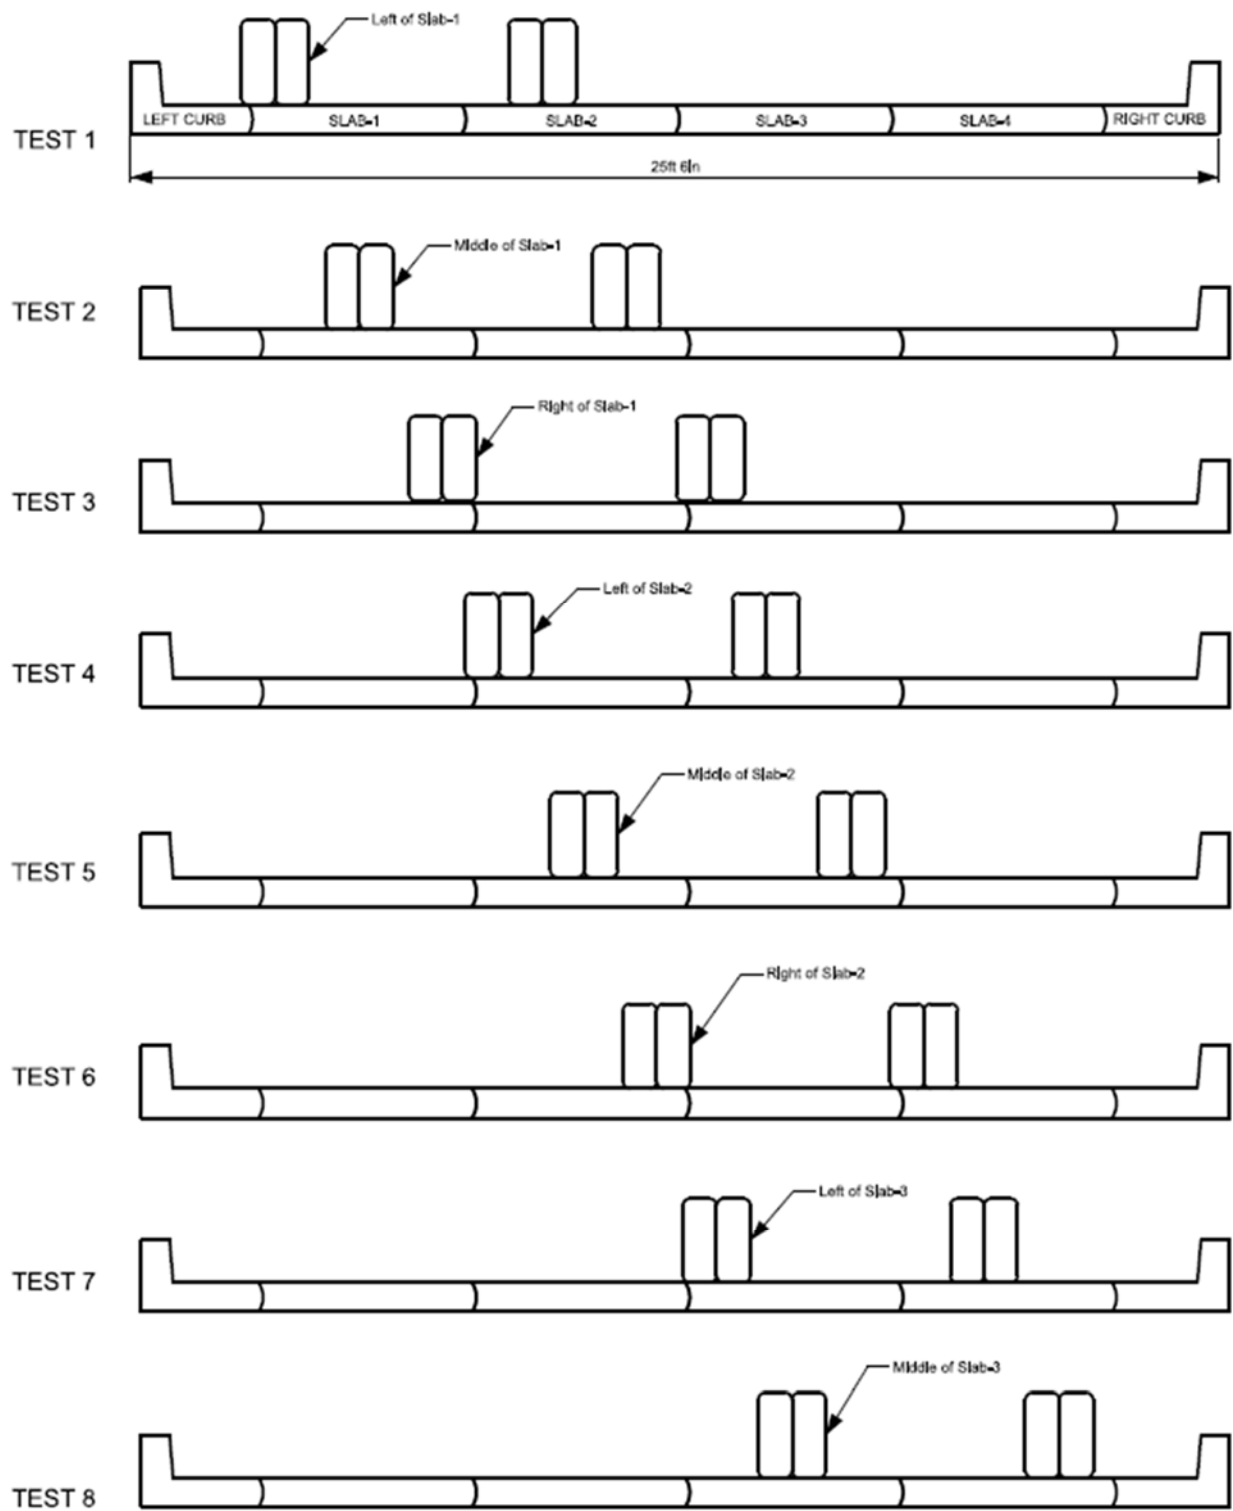 Left of Slab-1
LEFT CURB SLAB-1 SLAB-2 SLAB-3 SLAB-4 RIGHT CURB
TEST 1
25ft 6in
Middle of Slab-1
TEST 2
Right of Slab-1
TEST 3
Left of Slab-2
TEST 4
Middle of Slab-2
TEST 5
Right of Slab-2
TEST 6
Left of Slab-3
TEST 7
Middle of Slab-3
TEST 8